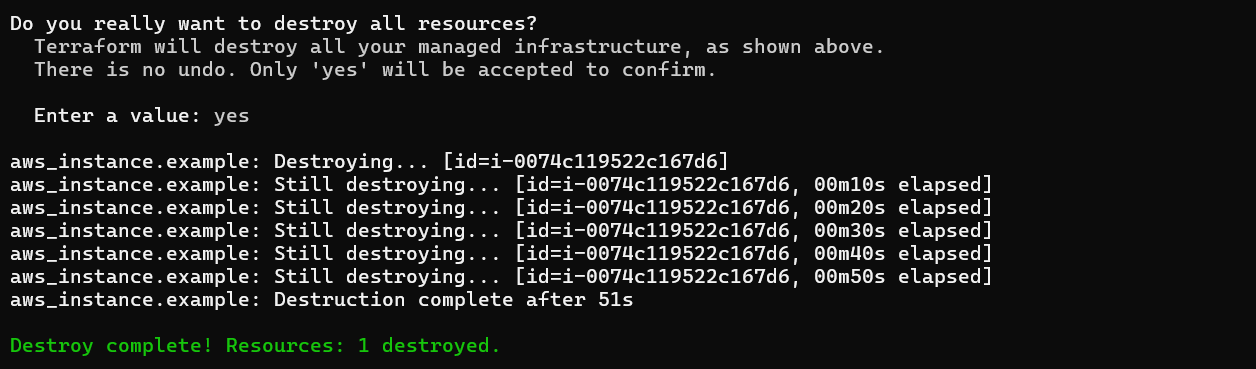 Do you really want to destroy all resources?
Terraform will destroy all your managed infrastructure, as shown above.
There is no undo. Only 'yes' will be accepted to confirm.
Enter a value: yes
aws_instance.example: Destroying... [id=i-0074c119522c167d6]
aws_instance.example: Still destroying... [id=i-0074c119522c167d6, 00m10s elapsed]
aws_instance.example: Still destroying... [id=i-0074c119522c167d6, 00m20s elapsed]
aws_instance.example: Still destroying... [id=i-0074c119522c167d6, 00m30s elapsed]
aws_instance.example: Still destroying... [id=i-0074c119522c167d6, 00m40s elapsed]
aws_instance.example: Still destroying... [id=i-0074c119522c167d6, 00m50s elapsed]
aws_instance.example: Destruction complete after 51s
Destroy complete! Resources: 1 destroyed.